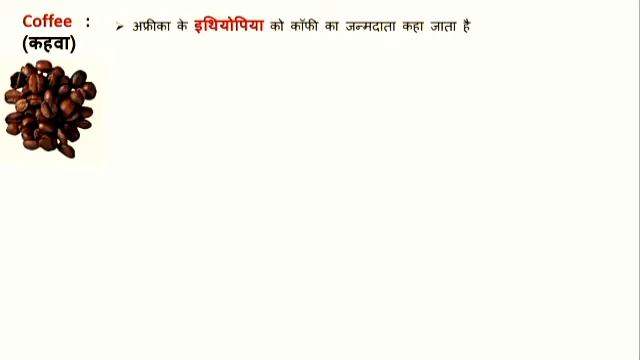 Coffee :
(कहवा)
➢ अफ्रीका के इथियोपिया को कॉफी का जन्मदाता कहा जाता है